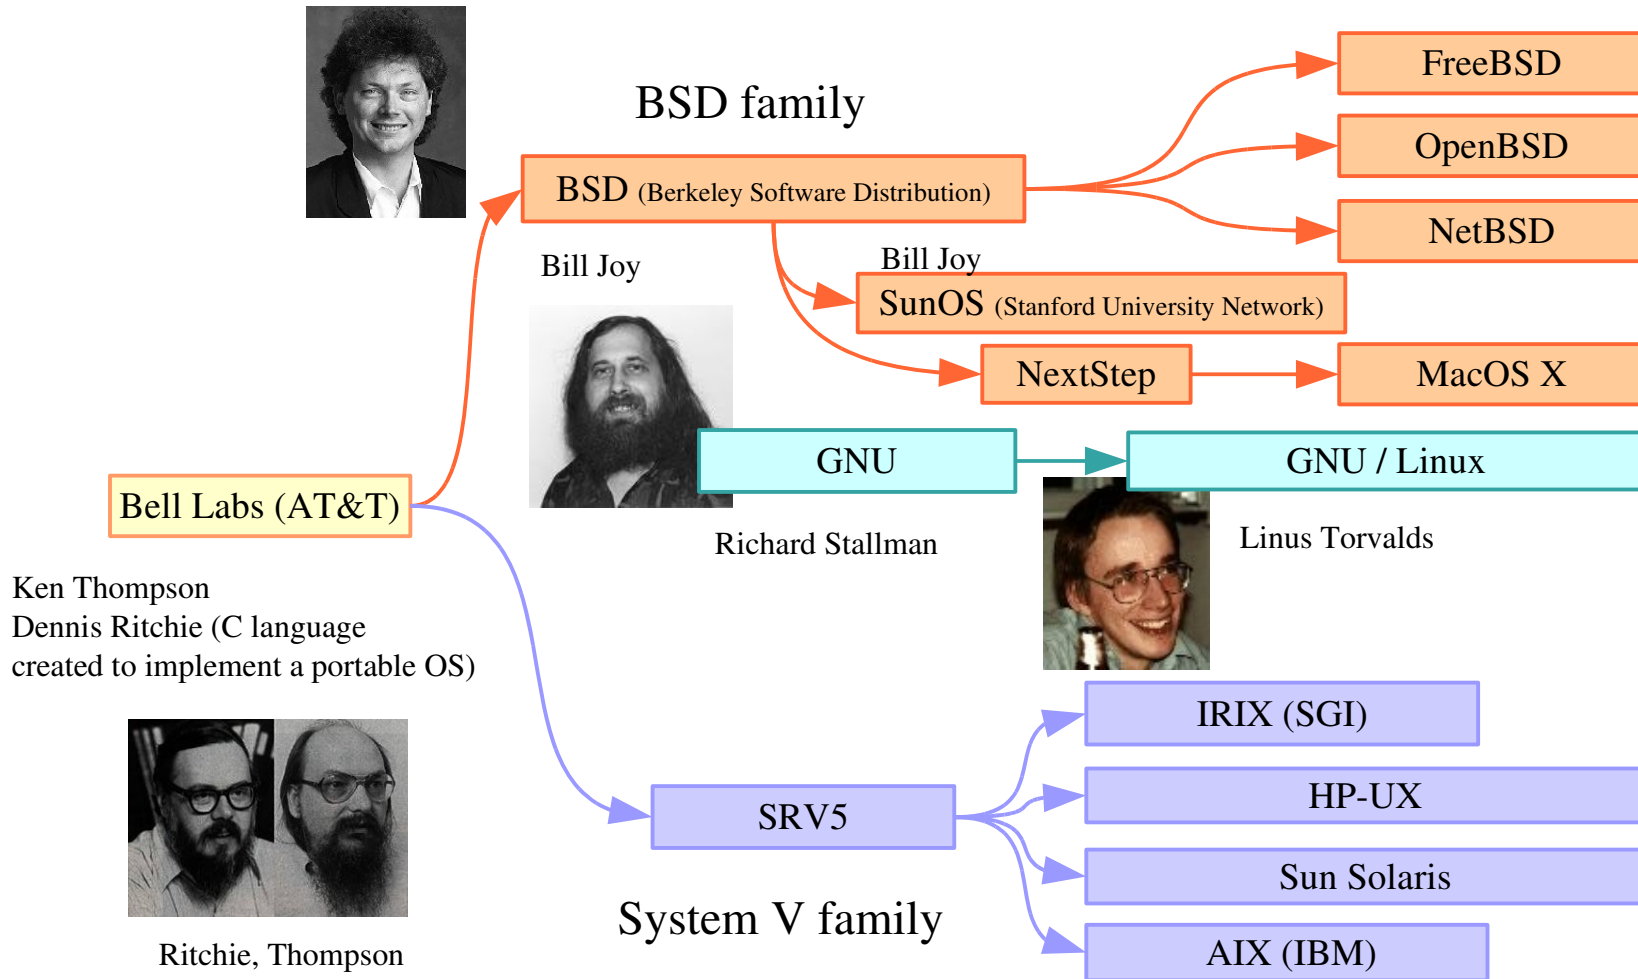 BSD family
FreeBSD
OpenBSD
BSD (Berkeley Software Distribution)
NetBSD
Bill Joy
Bill Joy
SunOS (Stanford University Network)
NextStep
MacOS X
GNU
GNU / Linux
Bell Labs (AT&T)
Richard Stallman
Linus Torvalds
Ken Thompson
Dennis Ritchie (C language
created to implement a portable OS)
IRIX (SGI)
HP-UX
SRV5
Sun Solaris
System V family
AIX (IBM)
Ritchie, Thompson